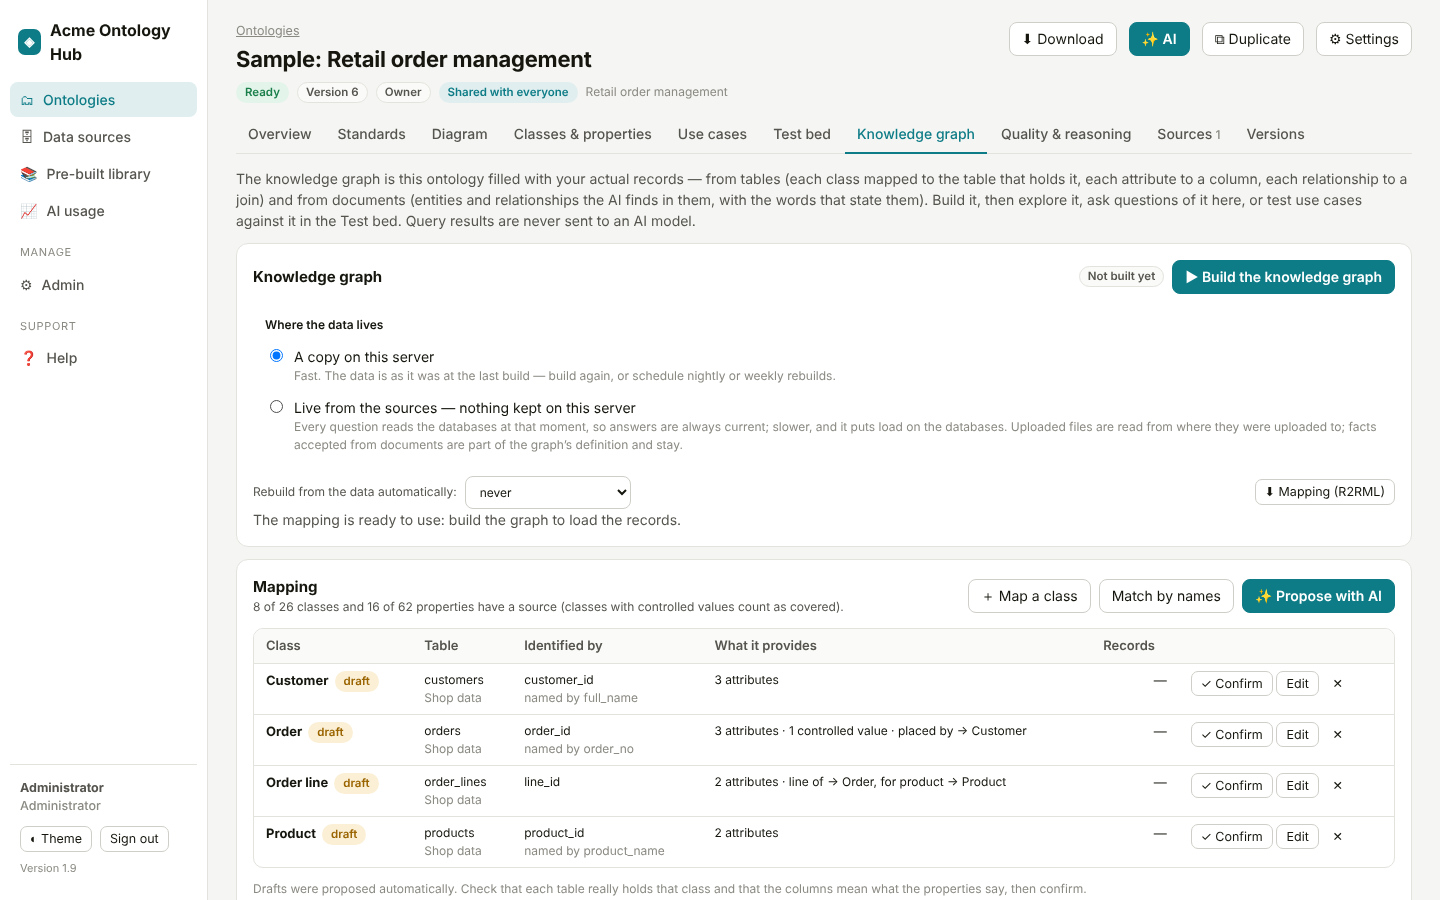 Acme Ontology
Hub
Ontologies
Data sources
Pre-built library
AI usage
MANAGE
Admin
SUPPORT
Help
Administrator
Administrator
Theme
Sign out
Version 1.9
Ontologies
Sample: Retail order management
Download
AI
Duplicate
Settings
Ready
Version 6
Owner
Shared with everyone
Retail order management
Overview
Standards
Diagram
Classes & properties
Use cases
Test bed
Knowledge graph
Quality & reasoning
Sources 1
Versions
The knowledge graph is this ontology filled with your actual records — from tables (each class mapped to the table that holds it, each attribute to a column, each relationship to a
join) and from documents (entities and relationships the AI finds in them, with the words that state them). Build it, then explore it, ask questions of it here, or test use cases
against it in the Test bed. Query results are never sent to an AI model.
Knowledge graph
Not built yet
▶ Build the knowledge graph
Where the data lives
A copy on this server
Fast. The data is as it was at the last build — build again, or schedule nightly or weekly rebuilds.
Live from the sources — nothing kept on this server
Every question reads the databases at that moment, so answers are always current; slower, and it puts load on the databases. Uploaded files are read from where they were uploaded to; facts
accepted from documents are part of the graph's definition and stay.
Rebuild from the data automatically:
never
Mapping (R2RML)
The mapping is ready to use: build the graph to load the records.
Mapping
8 of 26 classes and 16 of 62 properties have a source (classes with controlled values count as covered).
+ Map a class
Match by names
Propose with AI
Class
Table
Identified by
What it provides
Records
Customer draft
customers
Shop data
customer_id
named by full_name
3 attributes
—
✓ Confirm
Edit
✕
Order draft
orders
Shop data
order_id
named by order_no
3 attributes · 1 controlled value · placed by → Customer
—
✓ Confirm
Edit
✕
Order line draft
order_lines
Shop data
line_id
2 attributes · line of → Order, for product → Product
—
✓ Confirm
Edit
✕
Product draft
products
Shop data
product_id
named by product_name
2 attributes
—
✓ Confirm
Edit
✕
Drafts were proposed automatically. Check that each table really holds that class and that the columns mean what the properties say, then confirm.